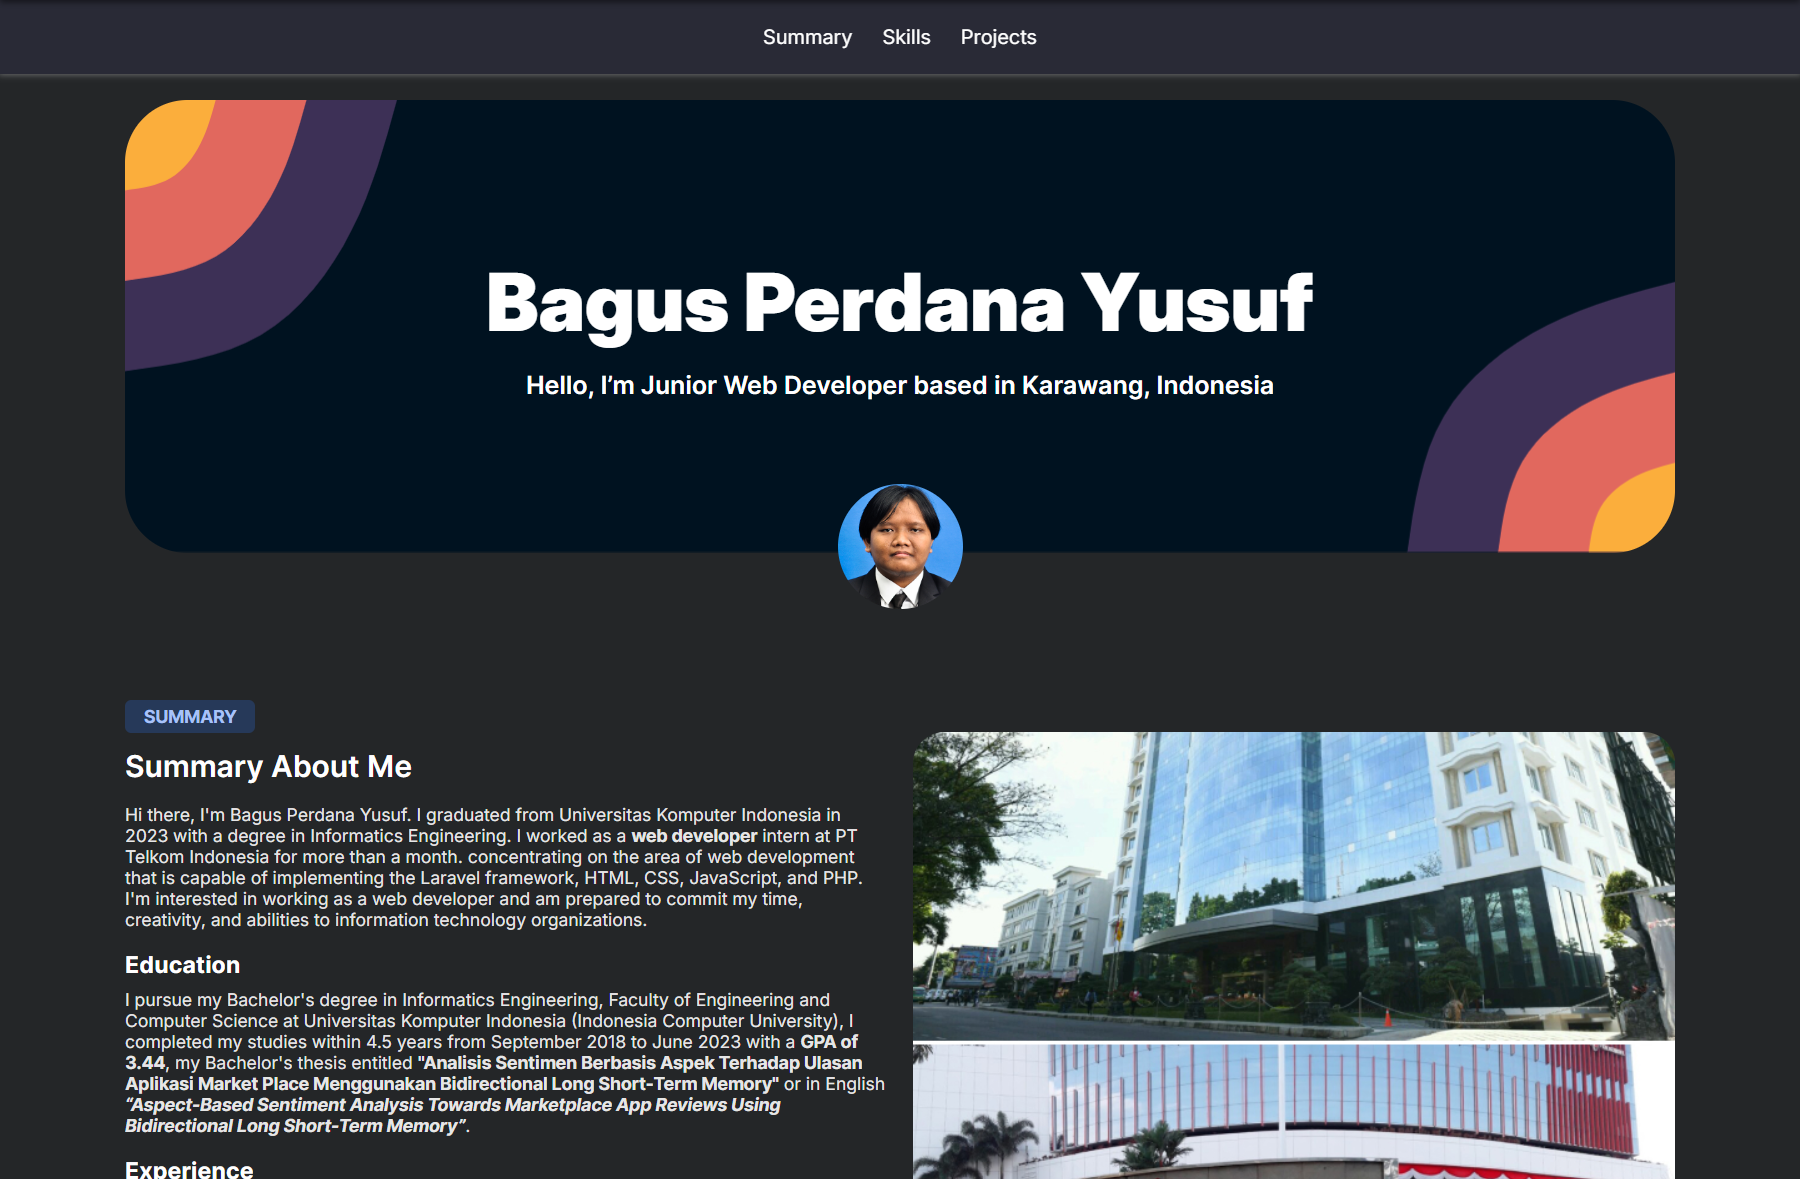 Summary Skills Projects
Bagus Perdana Yusuf
Hello, I’m Junior Web Developer based in Karawang, Indonesia
SUMMARY
Summary About Me
Hi there, I'm Bagus Perdana Yusuf. I graduated from Universitas Komputer Indonesia in
2023 with a degree in Informatics Engineering. I worked as a web developer intern at PT
Telkom Indonesia for more than a month. concentrating on the area of web development
that is capable of implementing the Laravel framework, HTML, CSS, JavaScript, and PHP.
I'm interested in working as a web developer and am prepared to commit my time,
creativity, and abilities to information technology organizations.
Education
I pursue my Bachelor's degree in Informatics Engineering, Faculty of Engineering and
Computer Science at Universitas Komputer Indonesia (Indonesia Computer University), I
completed my studies within 4.5 years from September 2018 to June 2023 with a GPA of
3.44, my Bachelor's thesis entitled "Analisis Sentimen Berbasis Aspek Terhadap Ulasan
Aplikasi Market Place Menggunakan Bidirectional Long Short-Term Memory" or in English
“Aspect-Based Sentiment Analysis Towards Marketplace App Reviews Using
Bidirectional Long Short-Term Memory”.
Experience